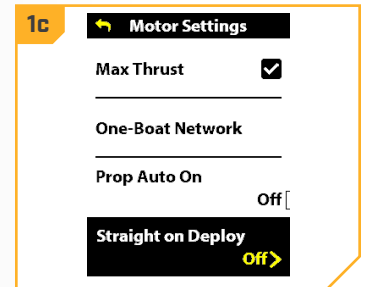 1c
Motor Settings
Max Thrust
One-Boat Network
Prop Auto On
Off
Straight on Deploy
Off